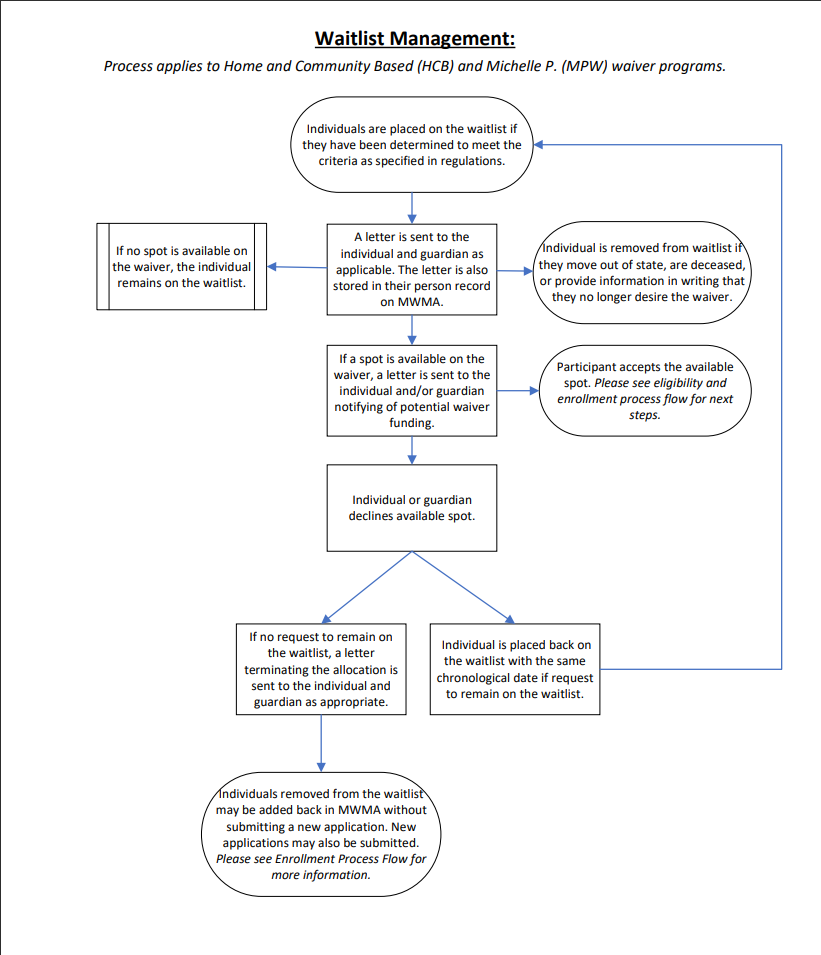 Waitlist Management:
Process applies to Home and Community Based (HCB) and Michelle P. (MPW) waiver programs.
Individuals are placed on the waitlist if
they have been determined to meet the
criteria as specified in regulations.
If no spot is available on
the waiver, the individual
remains on the waitlist.
A letter is sent to the
individual and guardian as
applicable. The letter is also
stored in their person record
on MWMA.
Individual is removed from waitlist if
they move out of state, are deceased,
or provide information in writing that
they no longer desire the waiver.
If a spot is available on the
waiver, a letter is sent to the
individual and/or guardian
notifying of potential waiver
funding.
Participant accepts the available
spot. Please see eligibility and
enrollment process flow for next
steps.
Individual or guardian
declines available spot.
If no request to remain on
the waitlist, a letter
terminating the allocation is
sent to the individual and
guardian as appropriate.
Individual is placed back on
the waitlist with the same
chronological date if request
to remain on the waitlist.
Individuals removed from the waitlist
may be added back in MWMA without
submitting a new application. New
applications may also be submitted.
Please see Enrollment Process Flow for
more information.